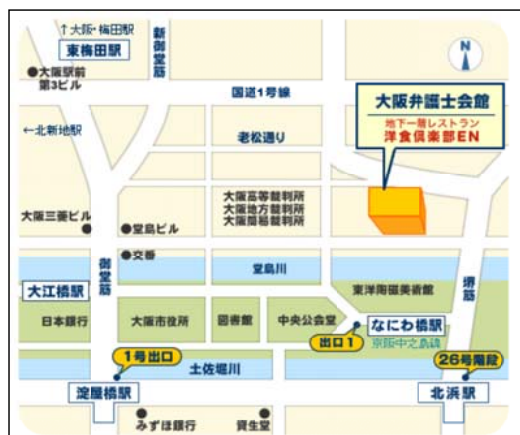 ↑大阪・梅田駅
東梅田駅
新御堂筋
N
●大阪駅前
第3ビル
国道1号線
大阪弁護士会館
地下一階レストラン
洋食倶楽部EN
←北新地駅
老松通り
大阪高等裁判所
大阪地方裁判所
大阪簡易裁判所
大阪三菱ビル
●堂島ビル
●交番
御堂筋
堂島川
堺筋
大江橋駅
東洋陶磁美術館
日本銀行
大阪市役所
図書館
中央公会堂
なにわ橋駅
出口1
京阪中之島線
1号出口
土佐堀川
26号階段
淀屋橋駅
北浜駅
みずほ銀行
資生堂